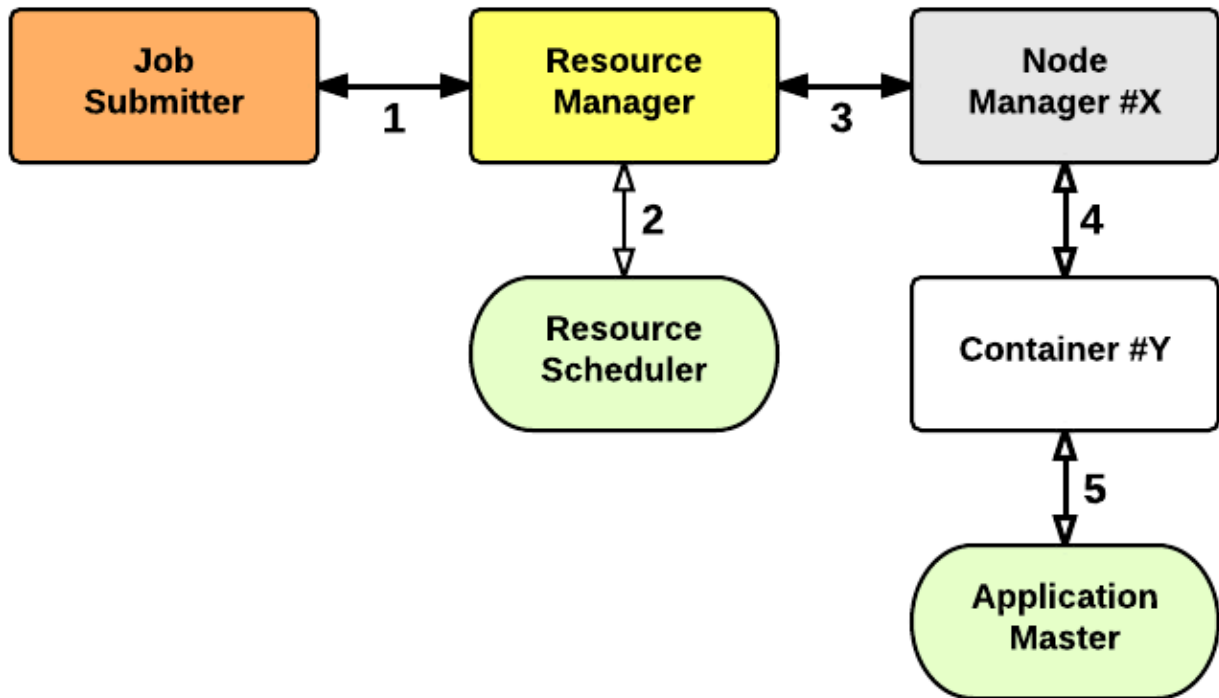 Job
Submitter
1
Resource
Manager
3
Node
Manager #X
2
4
Resource
Scheduler
Container #Y
5
Application
Master